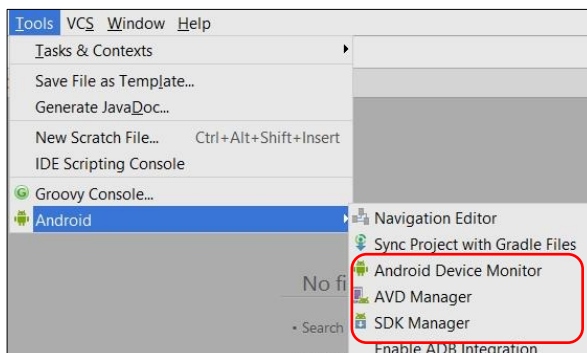 Tools VCS Window Help
Tasks & Contexts
Save File as Template...
Generate JavaDoc...
New Scratch File... Ctrl+Alt+Shift+Insert
IDE Scripting Console
Groovy Console...
Android
Navigation Editor
Sync Project with Gradle Files
Android Device Monitor
AVD Manager
SDK Manager
Enable ADB Integration
No fi
• Search